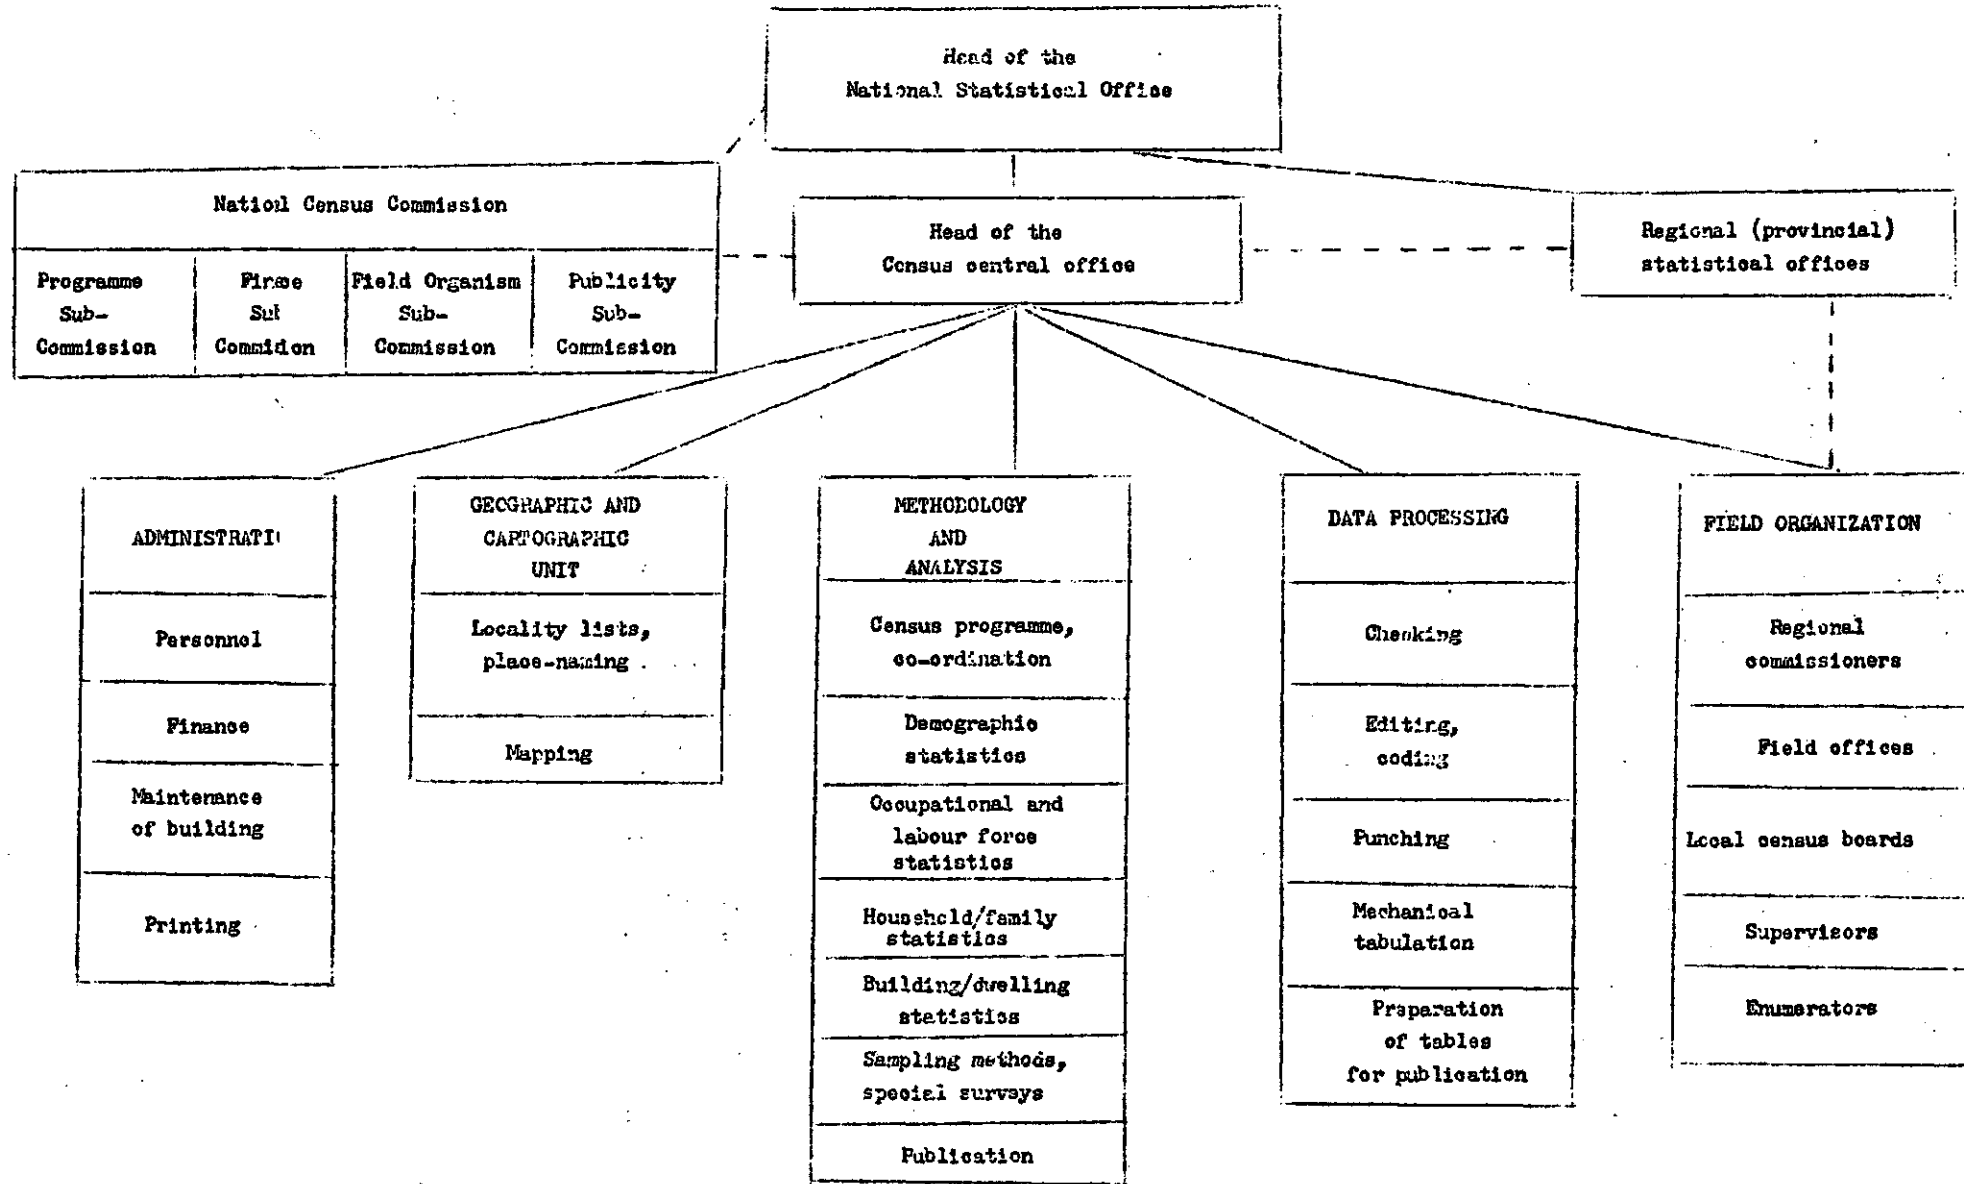 Head of the
National Statistical Office
Natioml Census Commission
Programme
Sub-
Commission
Sub
Field Organism
Sub-
Commission
Publicity
Sub-
Commission
Head of the
Census central office
Regional (provincial)
statistical offices
ADMINISTRATI
Personnel
Finance
Maintenance
of building
Printing
GEOGRAPHIC AND
CARTOGRAPHIC
UNIT
Locality lists,
place-naming
Mapping
METHODOLOGY
AND
ANALYSIS
Census programme,
co-ordination
Demographic
statistics
Occupational and
labour force
statistics
Household/family
statistics
Building/dwelling
statistics
Sampling methods,
special surveys
Publication
DATA PROCESSING
Checking
Editing,
coding
Punching
Mechanical
tabulation
Preparation
of tables
for publication
FIELD ORGANIZATION
Regional
commissioners
Field offices
Local census boards
Supervisors
Enumerators